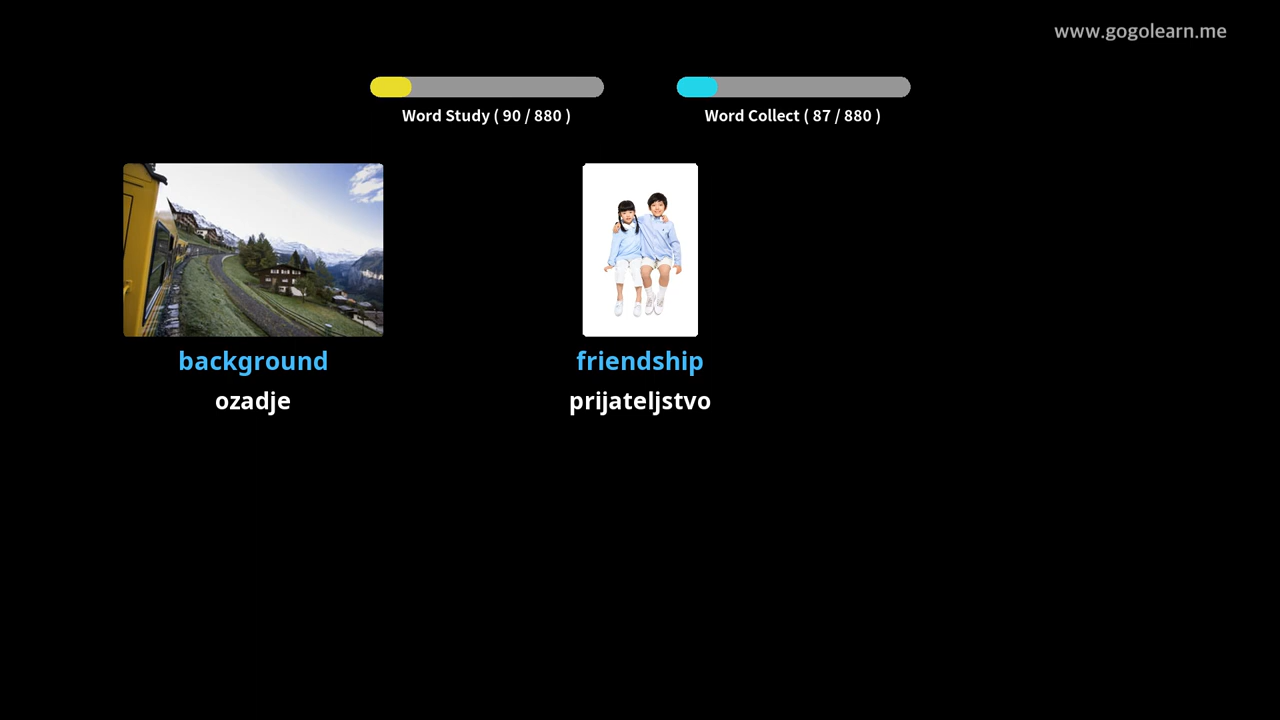 www.gogolearn.me
Word Study ( 90 / 880 )
Word Collect ( 87 / 880 )
background
ozadje
friendship
prijateljstvo